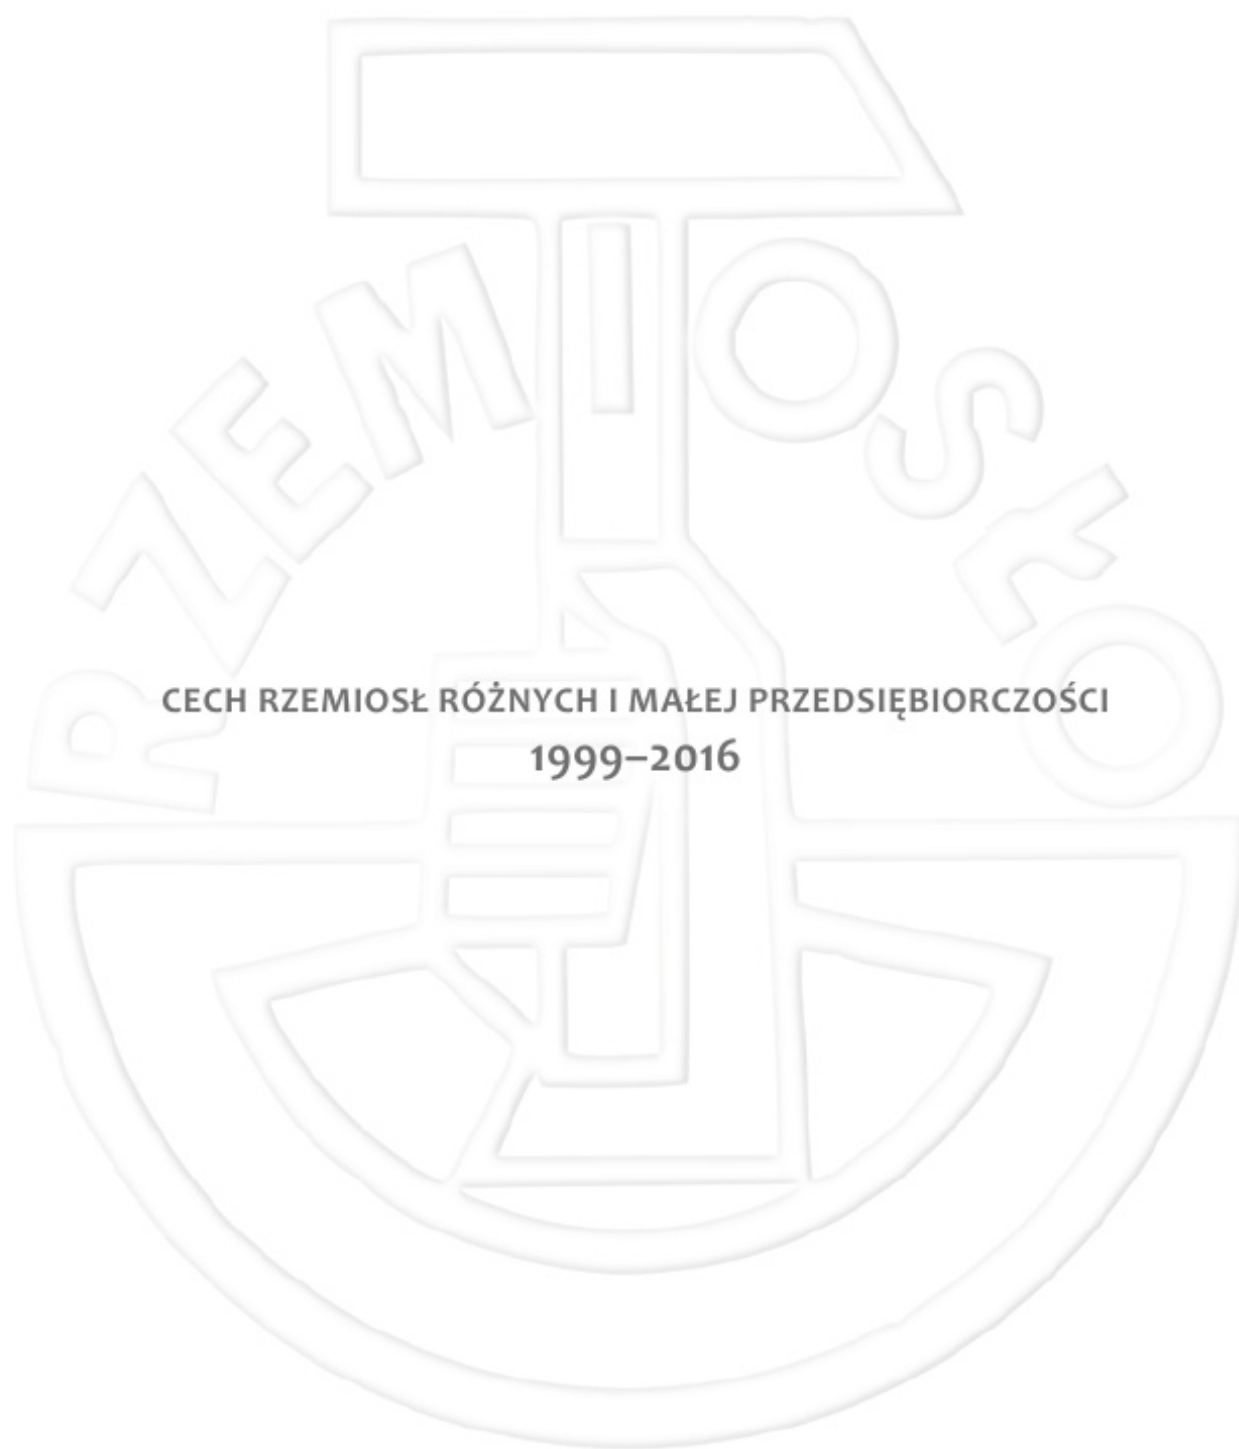 RZEMIOSŁO
CECH RZEMIOSŁ RÓŻNYCH I MAŁEJ PRZEDSIĘBIORCZOŚCI
1999–2016